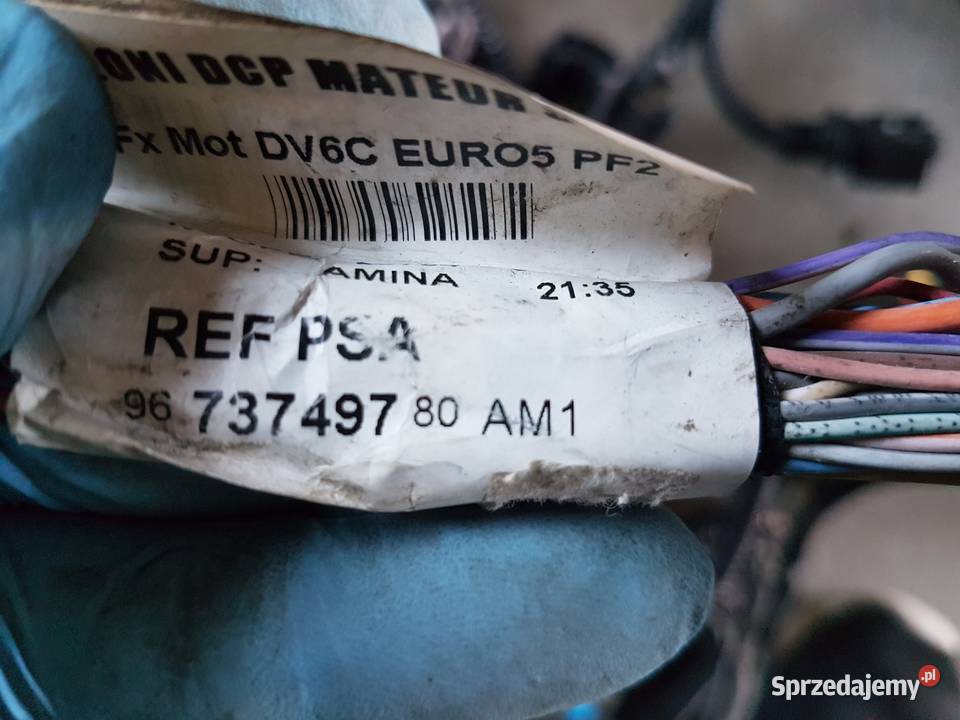 DCP MATEUR
Fx Mot DV6C EURO5 PF2
SUP: AMINA 21:35
REF PSA
96 737497 80 AM1
Sprzedajemy.pl